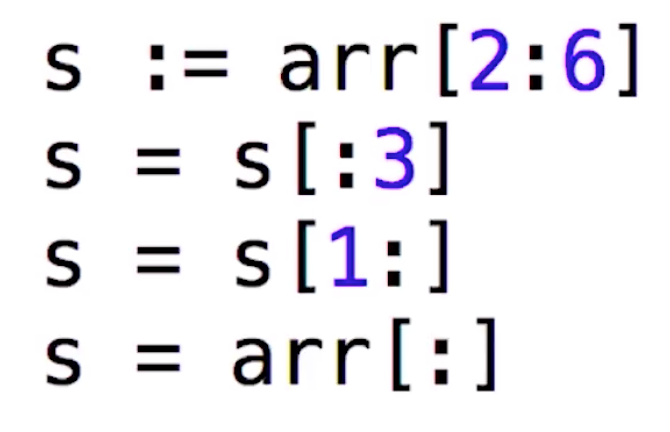 s := arr[2:6]
s = s[:3]
s = s[1:]
s = arr[:]